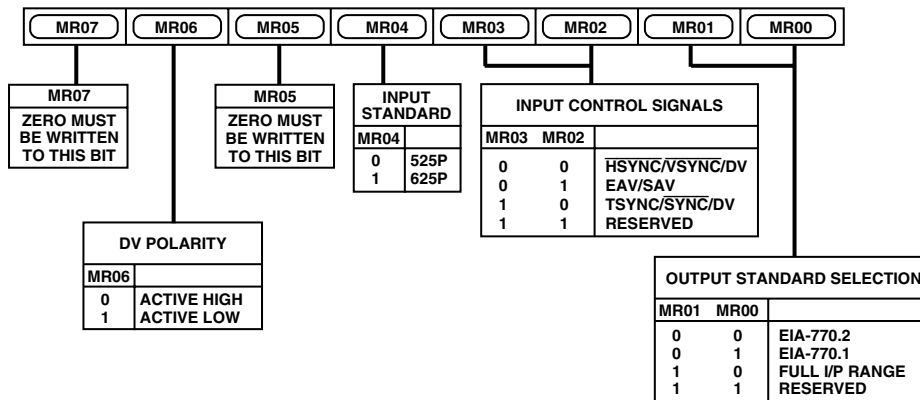 MR07 MR06 MR05 MR04 MR03 MR02 MR01 MR00
MR07
ZERO MUST
BE WRITTEN
TO THIS BIT
MR05
ZERO MUST
BE WRITTEN
TO THIS BIT
INPUT
STANDARD
MR04
0 525P
1 625P
INPUT CONTROL SIGNALS
MR03 MR02
0 0 HSYNC/VSYNC/DV
0 1 EAV/SAV
1 0 TSYNC/SYNC/DV
1 1 RESERVED
DV POLARITY
MR06
0 ACTIVE HIGH
1 ACTIVE LOW
OUTPUT STANDARD SELECTION
MR01 MR00
0 0 EIA-770.2
0 1 EIA-770.1
1 0 FULL I/P RANGE
1 1 RESERVED